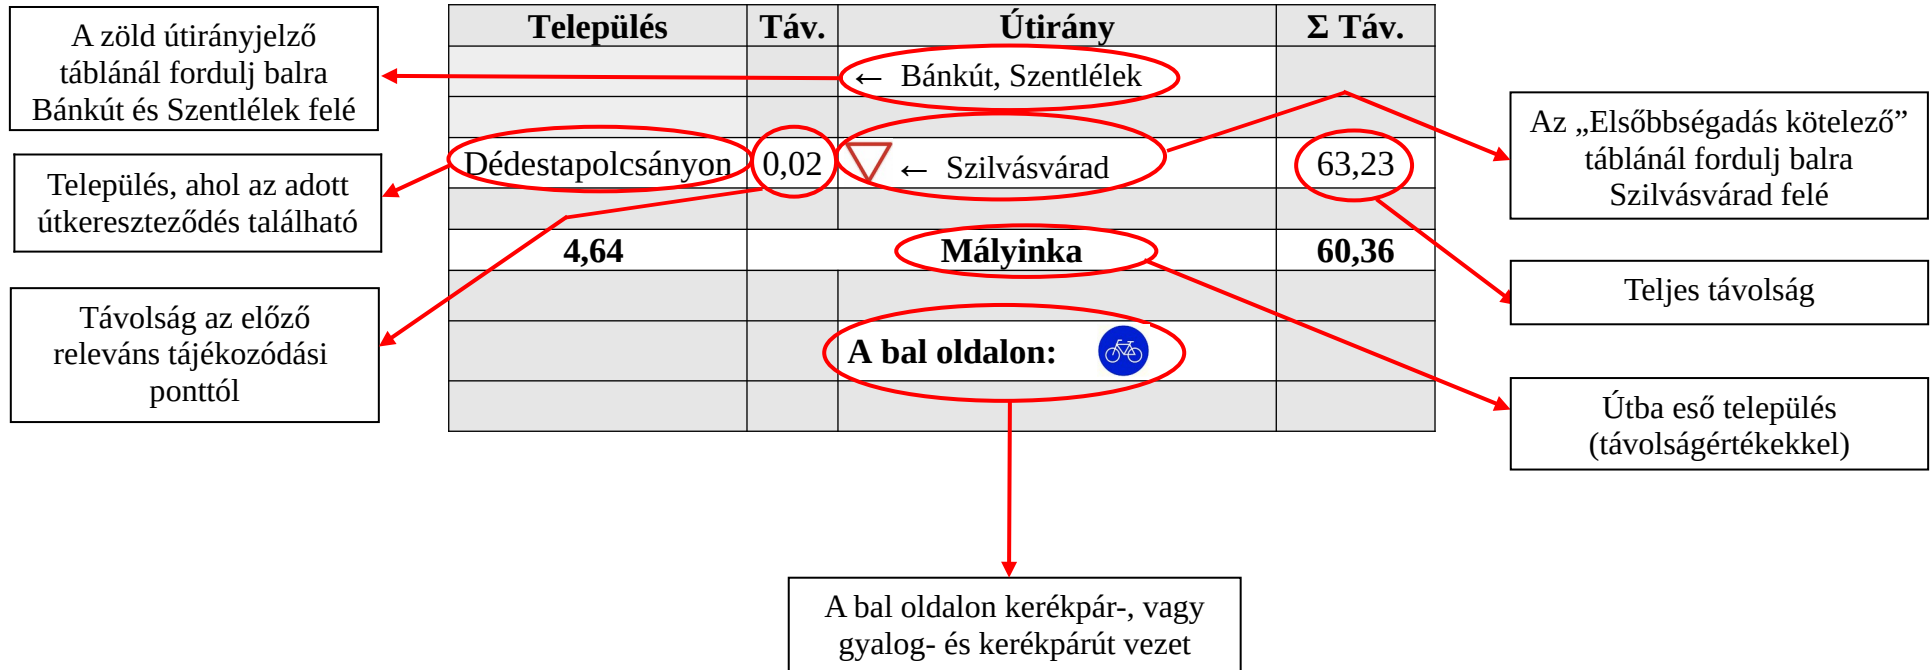 A zöld útirányjelző
táblánál fordulj balra
Bánkút és Szentlélek felé
Település, ahol az adott
útkereszteződés található
Távolság az előző
releváns tájékozódási
ponttól
Település Táv. Útirány Σ Táv.
← Bánkút, Szentlélek
Dédestapolcsányon 0,02 ← Szilvásvárad 63,23
4,64 Mályinka 60,36
A bal oldalon:
Az „Elsőbbségadás kötelező”
táblánál fordulj balra
Szilvásvárad felé
Teljes távolság
Útba eső település
(távolságértékekkel)
A bal oldalon kerékpár-, vagy
gyalog- és kerékpárút vezet